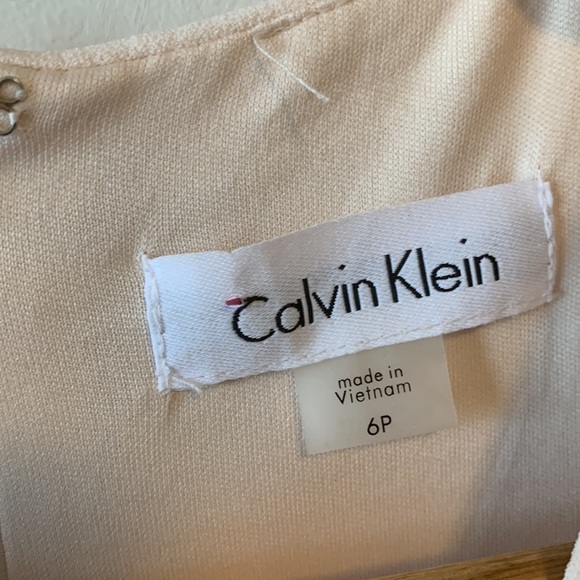 Calvin Klein
made in
Vietnam
6P